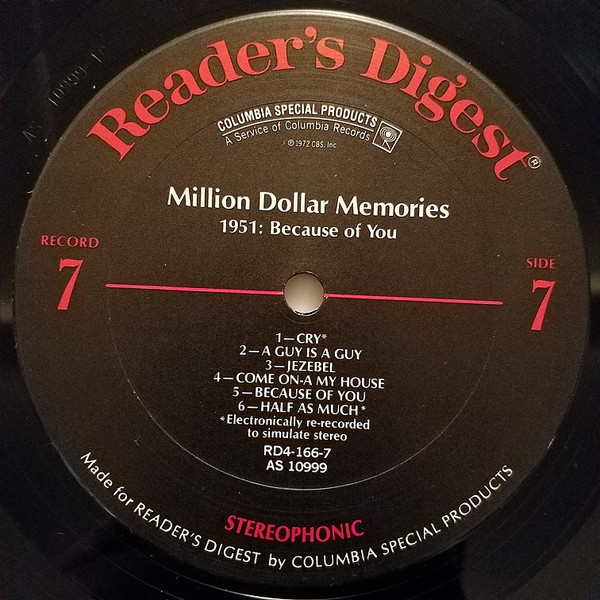 Reader's Digest®
COLUMBIA SPECIAL PRODUCTS
A Service of Columbia Records
℗ 1972 CBS, Inc
Million Dollar Memories
1951: Because of You
RECORD
7
SIDE
7
1—CRY*
2—A GUY IS A GUY
3—JEZEBEL
4—COME ON-A MY HOUSE
5—BECAUSE OF YOU
6—HALF AS MUCH*
*Electronically re-recorded
to simulate stereo
RD4-166-7
AS 10999
STEREOPHONIC
Made for READER'S DIGEST by COLUMBIA SPECIAL PRODUCTS